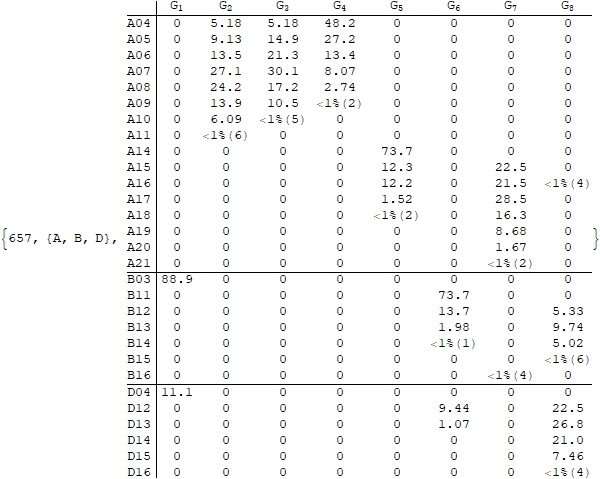 G1 G2 G3 G4 G5 G6 G7 G8
A04 0 5.18 5.18 48.2 0 0 0 0
A05 0 9.13 14.9 27.2 0 0 0 0
A06 0 13.5 21.3 13.4 0 0 0 0
A07 0 27.1 30.1 8.07 0 0 0 0
A08 0 24.2 17.2 2.74 0 0 0 0
A09 0 13.9 10.5 <1%(2) 0 0 0 0
A10 0 6.09 <1%(5) 0 0 0 0 0
A11 0 <1%(6) 0 0 0 0 0 0
A14 0 0 0 0 73.7 0 0 0
A15 0 0 0 0 12.3 0 22.5 0
A16 0 0 0 0 12.2 0 21.5 <1%(4)
A17 0 0 0 0 1.52 0 28.5 0
A18 0 0 0 0 <1%(2) 0 16.3 0
A19 0 0 0 0 0 0 8.68 0
{657, {A, B, D},
}
A20 0 0 0 0 0 0 1.67 0
A21 0 0 0 0 0 0 <1%(2) 0
B03 88.9 0 0 0 0 0 0 0
B11 0 0 0 0 0 73.7 0 0
B12 0 0 0 0 0 13.7 0 5.33
B13 0 0 0 0 0 1.98 0 9.74
B14 0 0 0 0 0 <1%(1) 0 5.02
B15 0 0 0 0 0 0 0 <1%(6)
B16 0 0 0 0 0 0 <1%(4) 0
D04 11.1 0 0 0 0 0 0 0
D12 0 0 0 0 0 9.44 0 22.5
D13 0 0 0 0 0 1.07 0 26.8
D14 0 0 0 0 0 0 0 21.0
D15 0 0 0 0 0 0 0 7.46
D16 0 0 0 0 0 0 0 <1%(4)